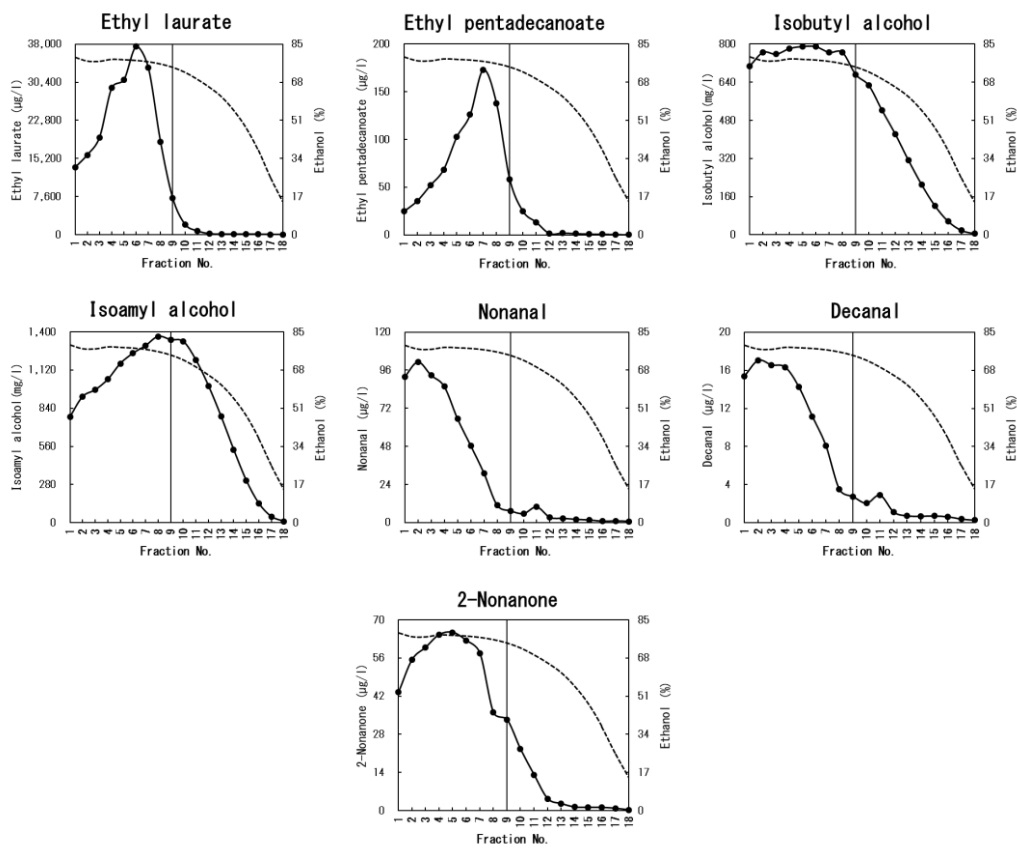 Ethyl laurate
Ethyl laurate (μg/l)
38,000
30,400
22,800
15,200
7,600
0
85
68
51
34
17
0
Ethanol (%)
1 2 3 4 5 6 7 8 9 10 11 12 13 14 15 16 17 18
Fraction No.
Ethyl pentadecanoate
Ethyl pentadecanoate (μg/l)
200
150
100
50
0
85
68
51
34
17
0
Ethanol (%)
1 2 3 4 5 6 7 8 9 10 11 12 13 14 15 16 17 18
Fraction No.
Isobutyl alcohol
Isobutyl alcohol(mg/l)
800
640
480
320
160
0
85
68
51
34
17
0
Ethanol (%)
1 2 3 4 5 6 7 8 9 10 11 12 13 14 15 16 17 18
Fraction No.
Isoamyl alcohol
Isoamyl alcohol(mg/l)
1,400
1,120
840
560
280
0
85
68
51
34
17
0
Ethanol (%)
1 2 3 4 5 6 7 8 9 10 11 12 13 14 15 16 17 18
Fraction No.
Nonanal
Nonanal (μg/l)
120
96
72
48
24
0
85
68
51
34
17
0
Ethanol (%)
1 2 3 4 5 6 7 8 9 10 11 12 13 14 15 16 17 18
Fraction No.
Decanal
Decanal (μg/l)
20
16
12
8
4
0
85
68
51
34
17
0
Ethanol (%)
1 2 3 4 5 6 7 8 9 10 11 12 13 14 15 16 17 18
Fraction No.
2-Nonanone
2-Nonanone (μg/l)
70
56
42
28
14
0
85
68
51
34
17
0
Ethanol (%)
1 2 3 4 5 6 7 8 9 10 11 12 13 14 15 16 17 18
Fraction No.